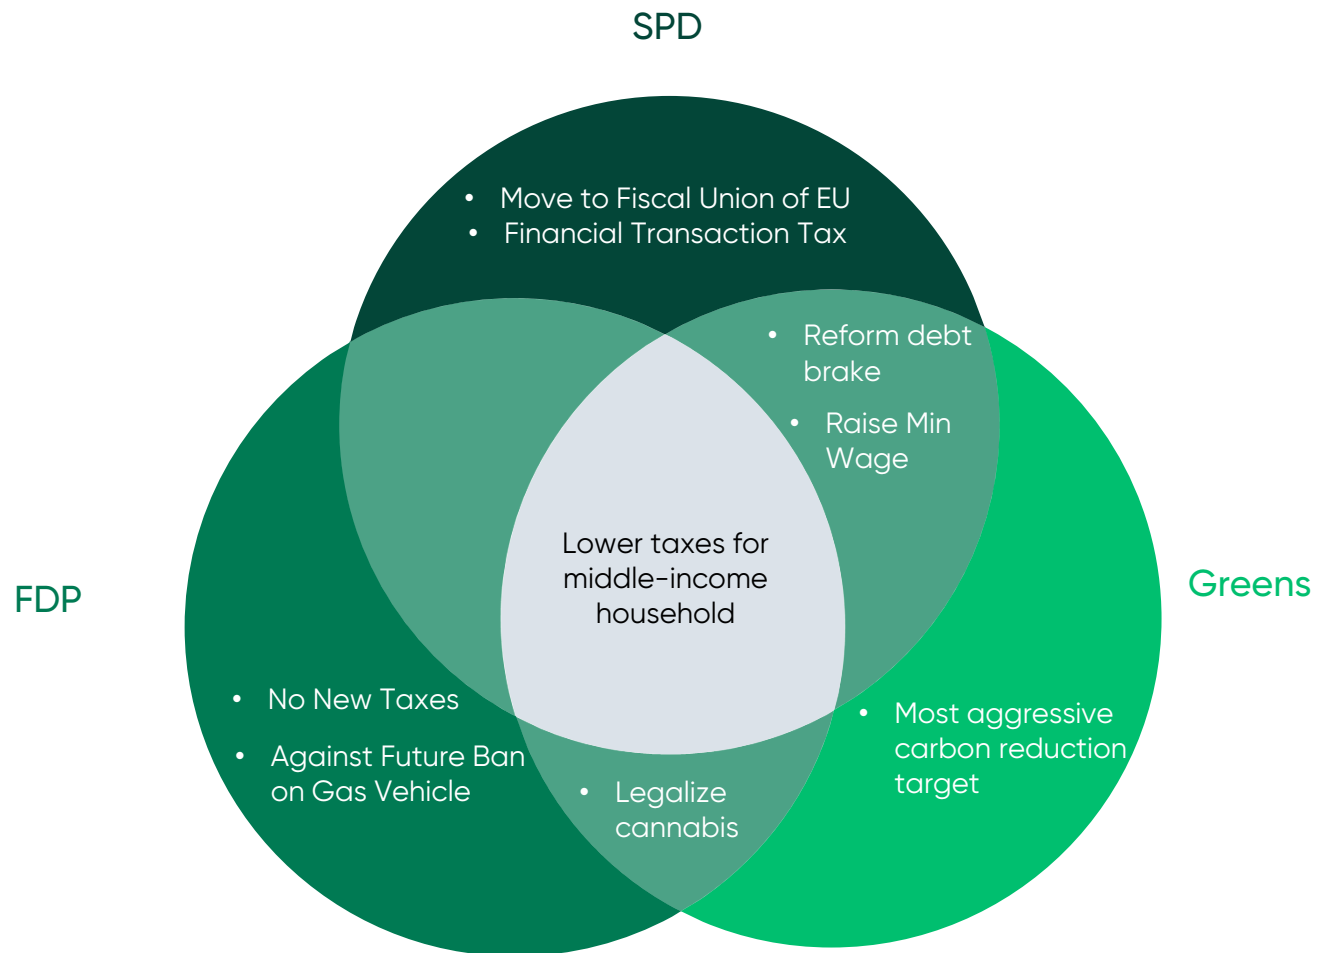 SPD
• Move to Fiscal Union of EU
• Financial Transaction Tax
• Reform debt
brake
• Raise Min
Wage
Lower taxes for
middle-income
household
FDP
Greens
• No New Taxes
• Against Future Ban
on Gas Vehicle
• Most aggressive
carbon reduction
target
• Legalize
cannabis